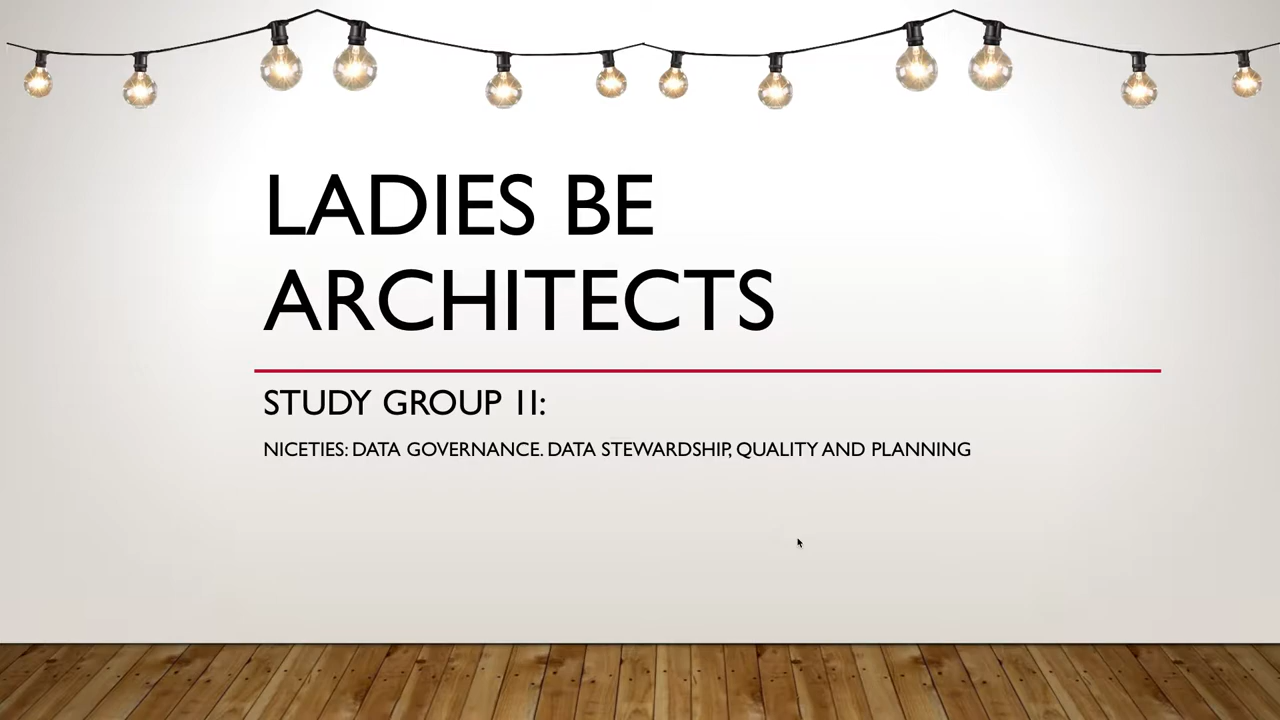 LADIES BE
ARCHITECTS
STUDY GROUP 11:
NICETIES: DATA GOVERNANCE. DATA STEWARDSHIP, QUALITY AND PLANNING